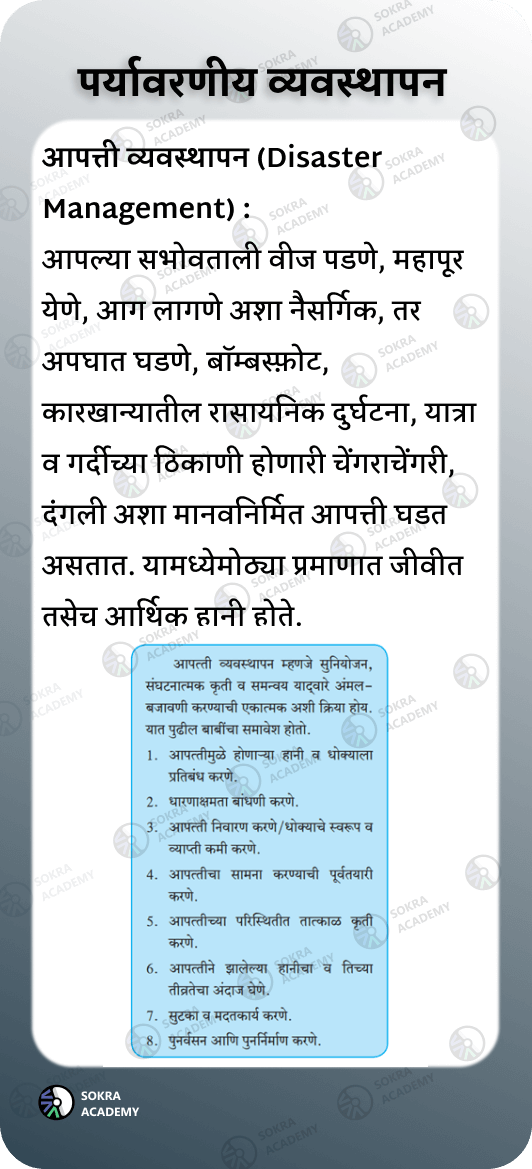 पर्यावरणीय व्यवस्थापन
आपत्ती व्यवस्थापन (Disaster
Management) :
आपल्या सभोवताली वीज पडणे, महापूर
येणे, आग लागणे अशा नैसर्गिक, तर
अपघात घडणे, बॉम्बस्फ़ोट,
कारखान्यातील रासायनिक दुर्घटना, यात्रा
व गर्दीच्या ठिकाणी होणारी चेंगराचेंगरी,
दंगली अशा मानवनिर्मित आपत्ती घडत
असतात. यामध्येमोठ्या प्रमाणात जीवीत
तसेच आर्थिक हानी होते.
आपत्ती व्यवस्थापन म्हणजे सुनियोजन,
संघटनात्मक कृती व समन्वय याद्‌वारे अंमल-
बजावणी करण्याची एकात्मक अशी क्रिया होय.
यात पुढील बाबींचा समावेश होतो.
1. आपत्तीमुळे होणाऱ्या हानी व धोक्याला
प्रतिबंध करणे.
2. धारणाक्षमता बांधणी करणे.
3. आपत्ती निवारण करणे/धोक्याचे स्वरूप व
व्याप्ती कमी करणे.
4. आपत्तीचा सामना करण्याची पूर्वतयारी
करणे.
5. आपत्तीच्या परिस्थितीत तात्काळ कृती
करणे.
6. आपत्तीने झालेल्या हानीचा व तिच्या
तीव्रतेचा अंदाज घेणे.
7. सुटका व मदतकार्य करणे.
8. पुनर्वसन आणि पुनर्निर्माण करणे.
SOKRA
ACADEMY